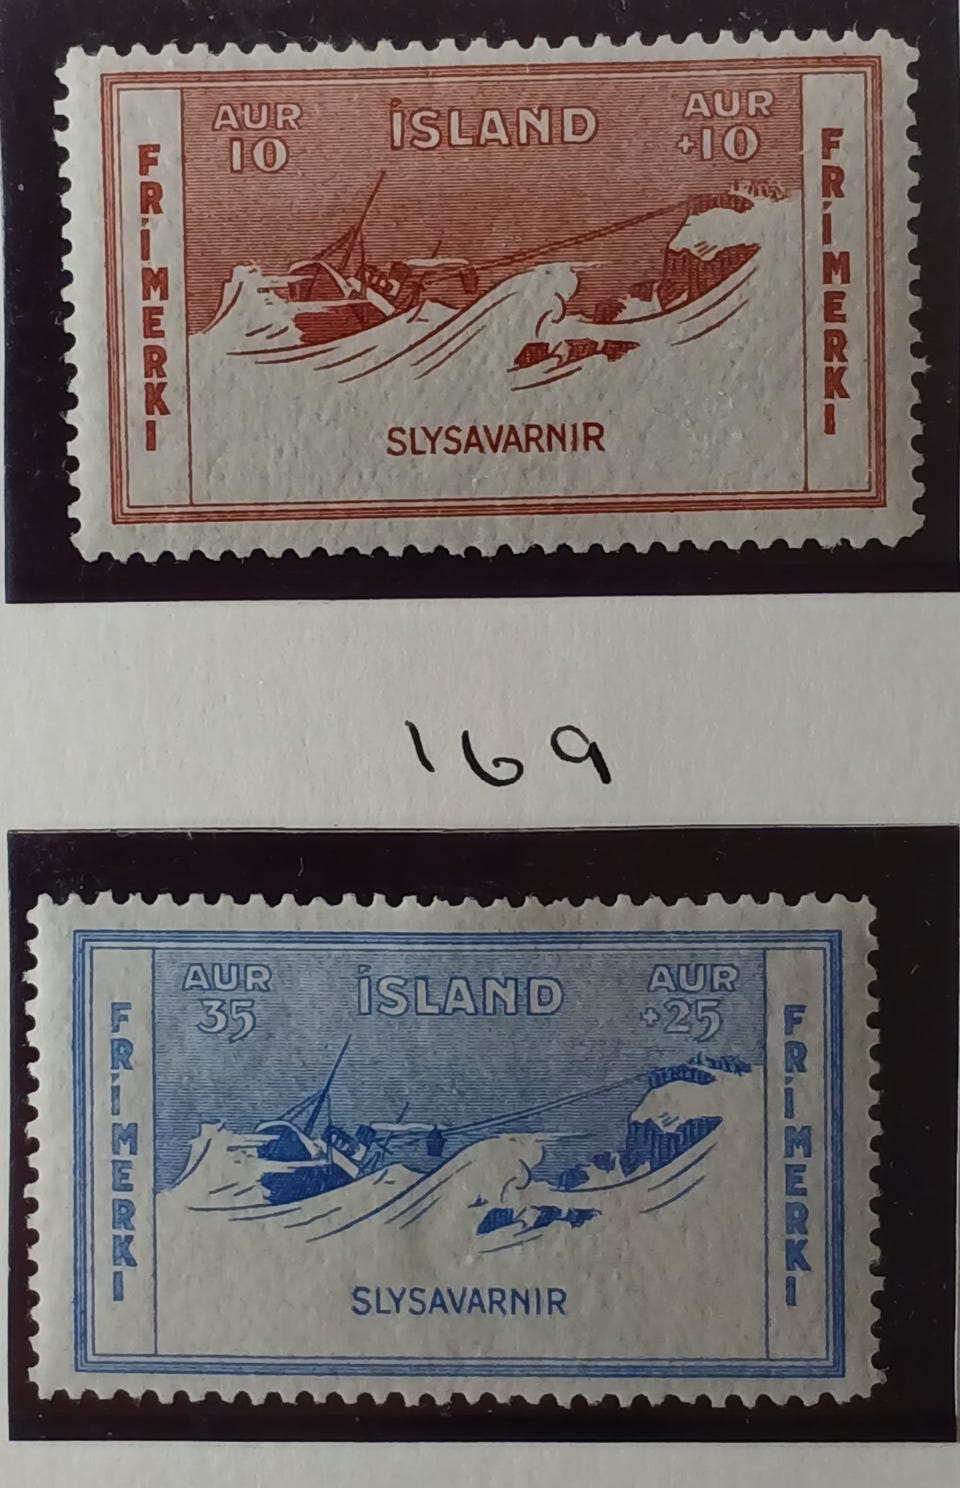 AUR ÍSLAND AUR
10 +10
FRÍMERKI
FRÍMERKI
SLYSAVARNIR
169
AUR ÍSLAND AUR
35 +25
FRÍMERKI
FRÍMERKI
SLYSAVARNIR